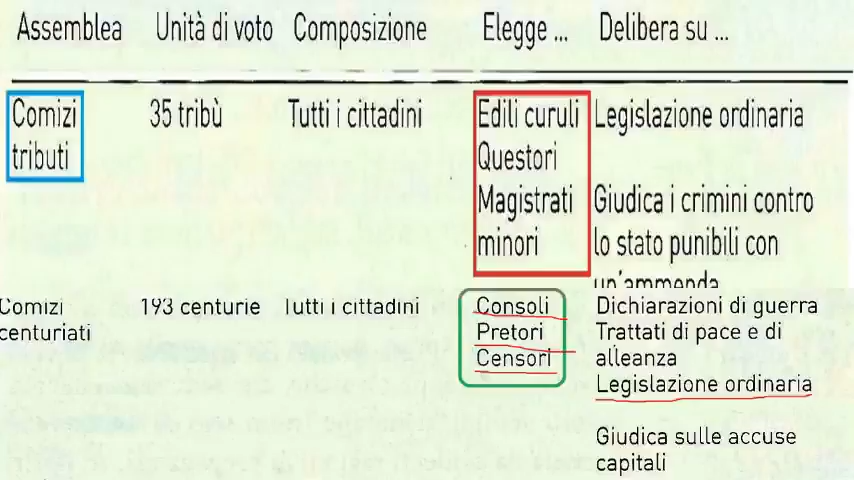 Assemblea Unità di voto Composizione Elegge ... Delibera su ...
Comizi 35 tribù Tutti i cittadini Edili curuli Legislazione ordinaria
tributi Questori
Magistrati Giudica i crimini contro
minori lo stato punibili con
un'ammenda
Comizi 193 centurie Tutti i cittadini Consoli Dichiarazioni di guerra
centuriati Pretori Trattati di pace e di
Censori alleanza
Legislazione ordinaria
Giudica sulle accuse
capitali